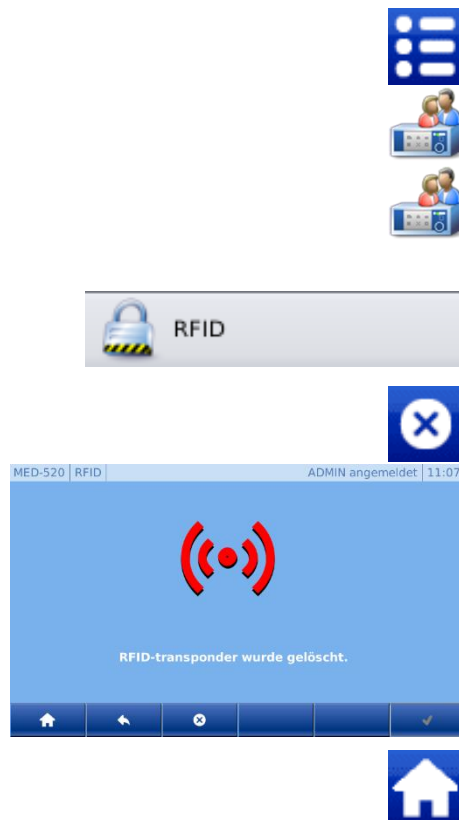 RFID
MED-520 RFID ADMIN angemeldet 11:07
RFID-transponder wurde gelöscht.